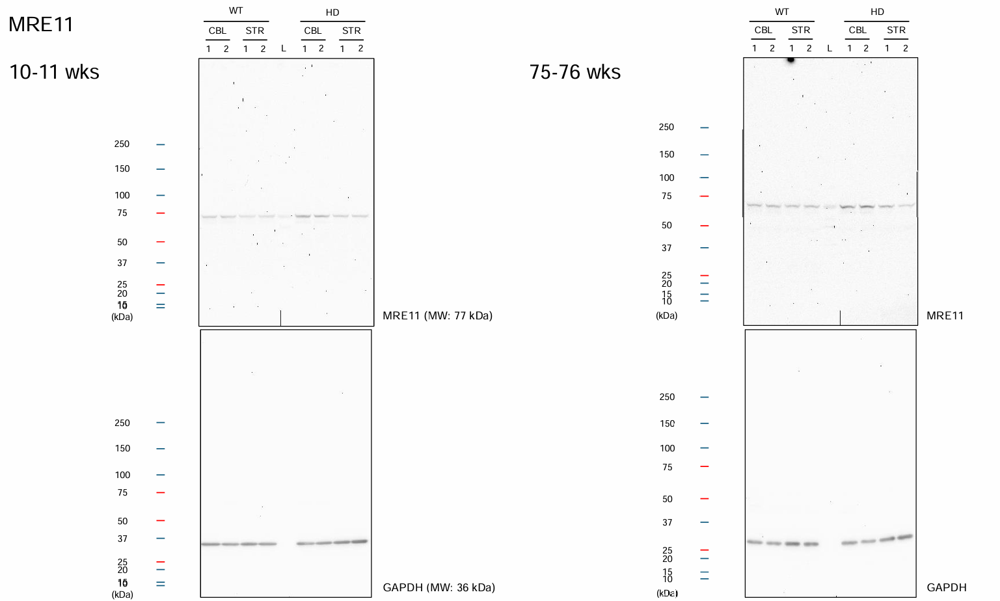 MRE11
10-11 wks
WT HD
CBL STR CBL STR
1 2 1 2 L 1 2 1 2
250
150
100
75
50
37
25
20
15
10
(kDa)
MRE11 (MW: 77 kDa)
250
150
100
75
50
37
25
20
15
10
(kDa)
GAPDH (MW: 36 kDa)
75-76 wks
WT HD
CBL STR CBL STR
1 2 1 2 L 1 2 1 2
250
150
100
75
50
37
25
20
15
10
(kDa)
MRE11
250
150
100
75
50
37
25
20
15
10
(kDa)
GAPDH